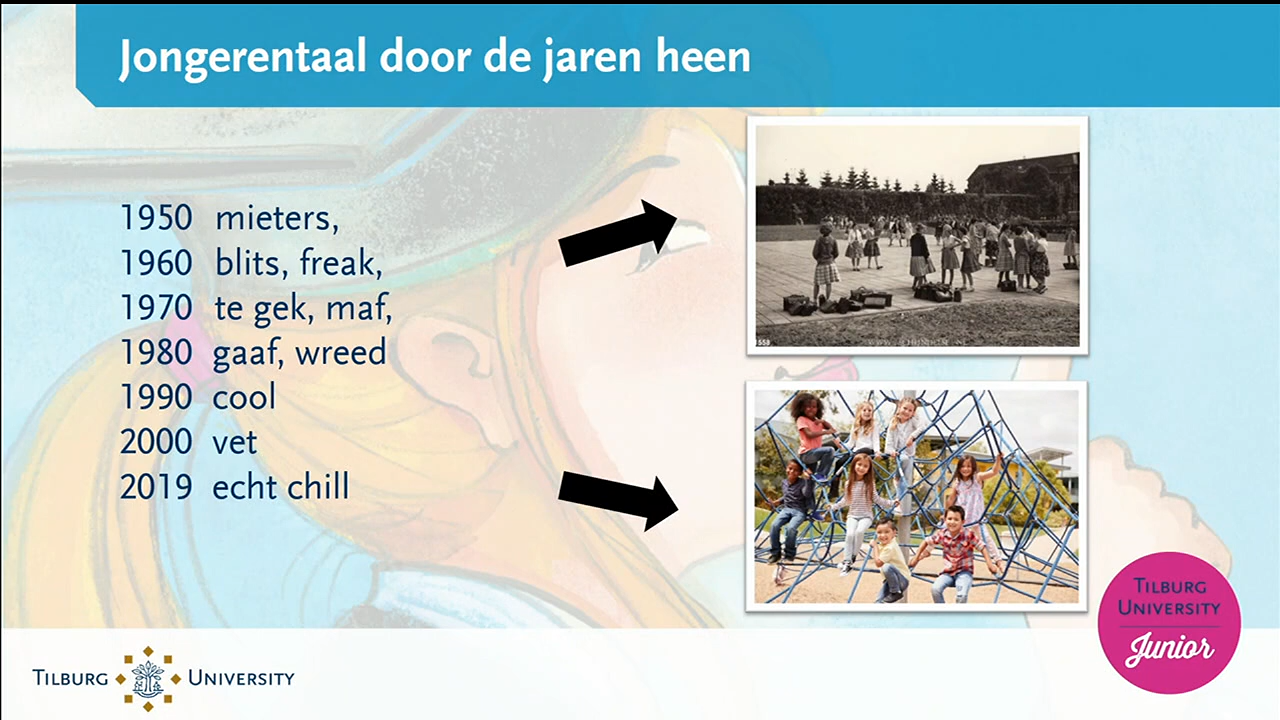 Jongerentaal door de jaren heen
1950 mieters,
1960 blits, freak,
1970 te gek, maf,
1980 gaaf, wreed
1990 cool
2000 vet
2019 echt chill
1558
TILBURG UNIVERSITY
TILBURG
UNIVERSITY
Junior